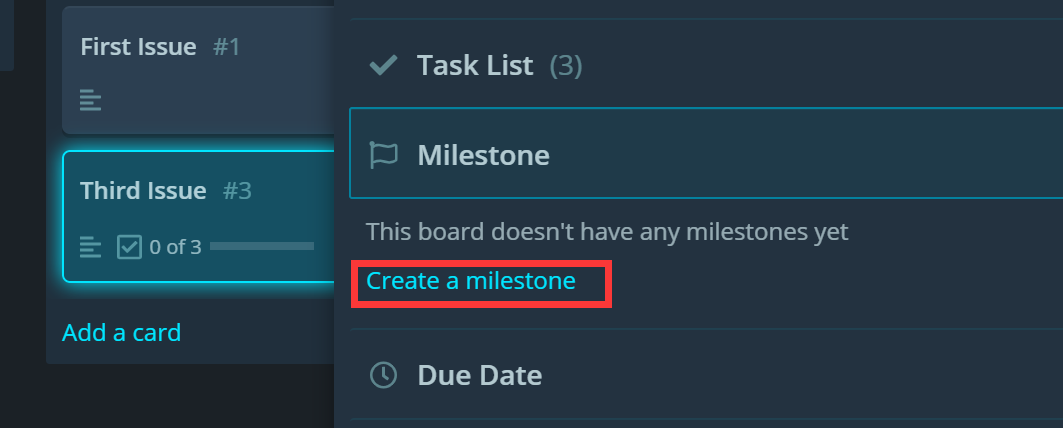 First Issue #1
Third Issue #3
0 of 3
Add a card
Task List (3)
Milestone
This board doesn't have any milestones yet
Create a milestone
Due Date